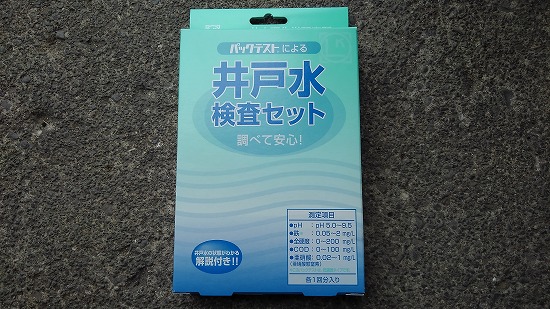 パックテストによる
井戸水
検査セット
調べて安心!
測定項目
●pH :pH 5.0~9.5
●鉄 :0.05~2 mg/L
●全硬度:0~200 mg/L
●COD :0~100 mg/L
●亜硝酸:0.02~1 mg/L
各1回分入り
井戸水の状態がわかる
解説付き!!